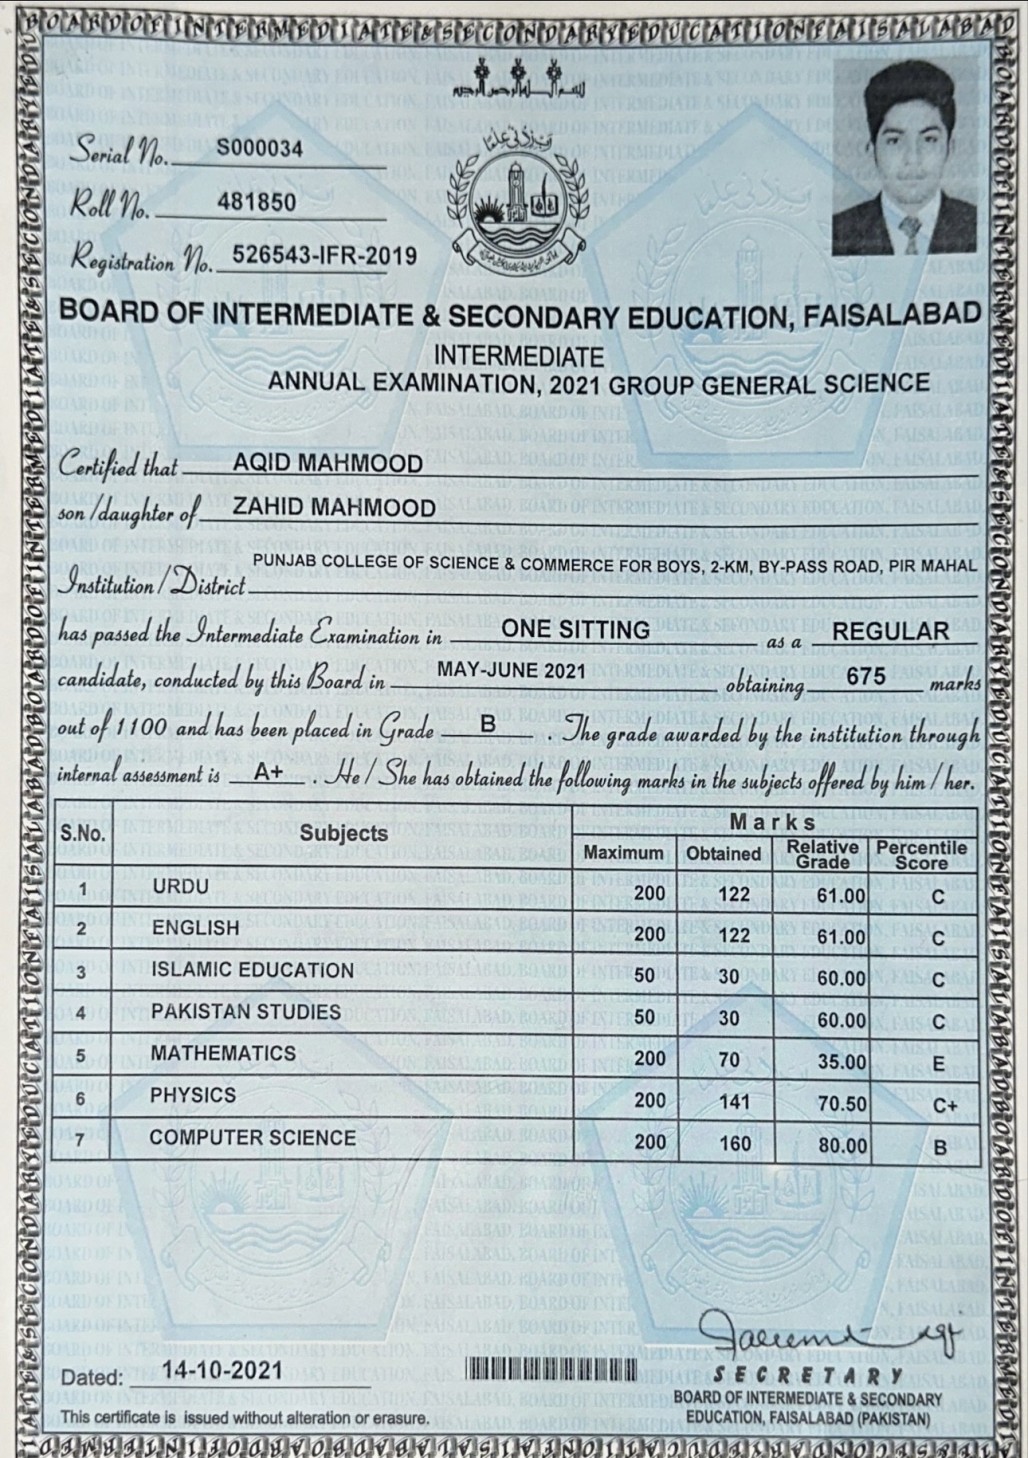 BOARD OF INTERMEDIATE & SECONDARY EDUCATION FAISALABAD
Serial No. S000034
Roll No. 481850
Registration No. 526543-IFR-2019
BOARD OF INTERMEDIATE & SECONDARY EDUCATION, FAISALABAD
INTERMEDIATE
ANNUAL EXAMINATION, 2021 GROUP GENERAL SCIENCE
Certified that AQID MAHMOOD
son/daughter of ZAHID MAHMOOD
Institution/District PUNJAB COLLEGE OF SCIENCE & COMMERCE FOR BOYS, 2-KM, BY-PASS ROAD, PIR MAHAL
has passed the Intermediate Examination in ONE SITTING as a REGULAR
candidate, conducted by this Board in MAY-JUNE 2021 obtaining 675 marks
out of 1100 and has been placed in Grade B . The grade awarded by the institution through
internal assessment is A+ . He / She has obtained the following marks in the subjects offered by him / her.
S.No. Subjects Marks
Maximum Obtained Relative Grade Percentile Score
1 URDU 200 122 61.00 C
2 ENGLISH 200 122 61.00 C
3 ISLAMIC EDUCATION 50 30 60.00 C
4 PAKISTAN STUDIES 50 30 60.00 C
5 MATHEMATICS 200 70 35.00 E
6 PHYSICS 200 141 70.50 C+
7 COMPUTER SCIENCE 200 160 80.00 B
Dated: 14-10-2021
SECRETARY
BOARD OF INTERMEDIATE & SECONDARY
EDUCATION, FAISALABAD (PAKISTAN)
This certificate is issued without alteration or erasure.